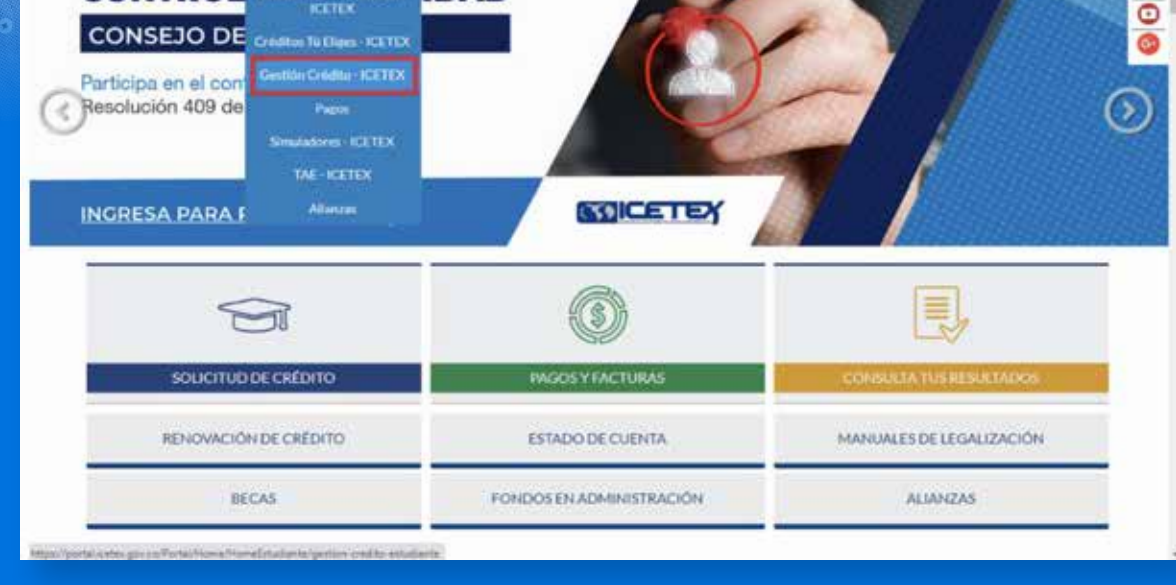 ICETEX
CONSEJO DE
Créditos Tú Eliges - ICETEX
Gestión Crédito - ICETEX
Participa en el con
Resolución 409 de
Pagos
Simuladores - ICETEX
TAE - ICETEX
Alianzas
INGRESA PARA
ICETEX
SOLICITUD DE CRÉDITO
PAGOS Y FACTURAS
CONSULTA TUS RESULTADOS
RENOVACIÓN DE CRÉDITO
ESTADO DE CUENTA
MANUALES DE LEGALIZACIÓN
BECAS
FONDOS EN ADMINISTRACIÓN
ALIANZAS
https://portal.icetex.gov.co/Portal/Home/HomeEstudiante/gestion-credito-estudiante